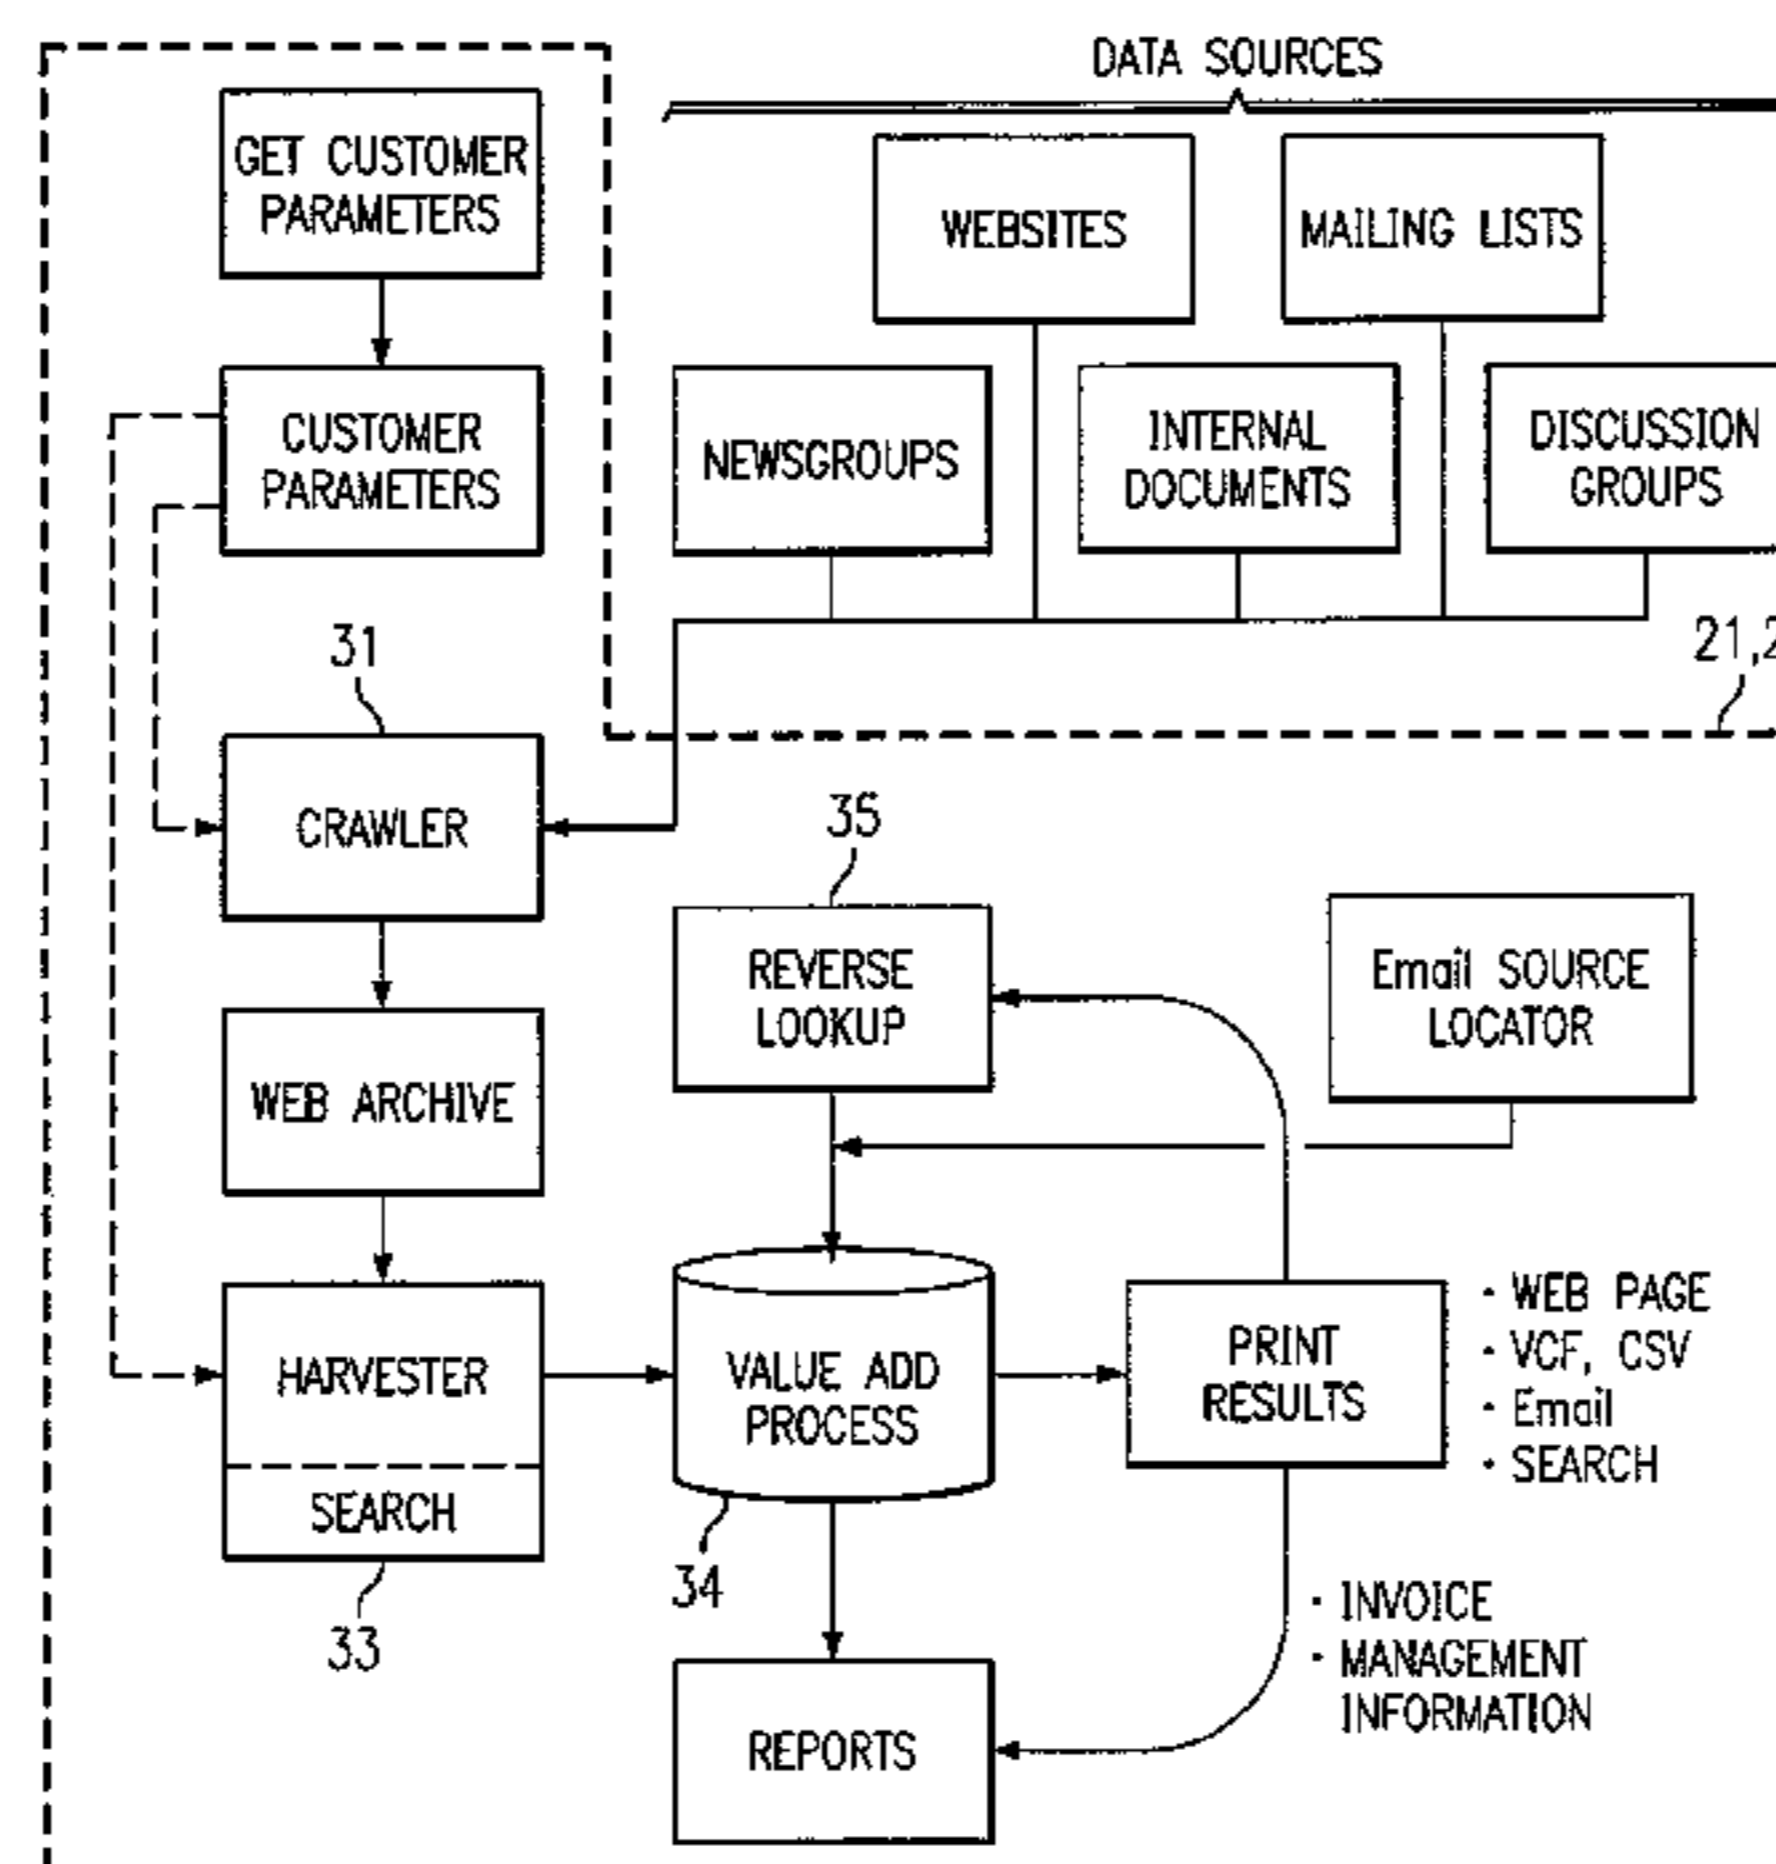 DATA SOURCES
GET CUSTOMER
PARAMETERS
WEBSITES
MAILING LISTS
CUSTOMER
PARAMETERS
NEWSGROUPS
INTERNAL
DOCUMENTS
DISCUSSION
GROUPS
31
21,2
CRAWLER
35
REVERSE
LOOKUP
Email SOURCE
LOCATOR
WEB ARCHIVE
HARVESTER
SEARCH
33
VALUE ADD
PROCESS
34
PRINT
RESULTS
· WEB PAGE
· VCF, CSV
· Email
· SEARCH
· INVOICE
· MANAGEMENT
INFORMATION
REPORTS